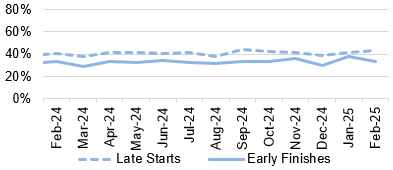 80%
60%
40%
20%
0%
Feb-24 Mar-24 Apr-24 May-24 Jun-24 Jul-24 Aug-24 Sep-24 Oct-24 Nov-24 Dec-24 Jan-25 Feb-25
Late Starts Early Finishes